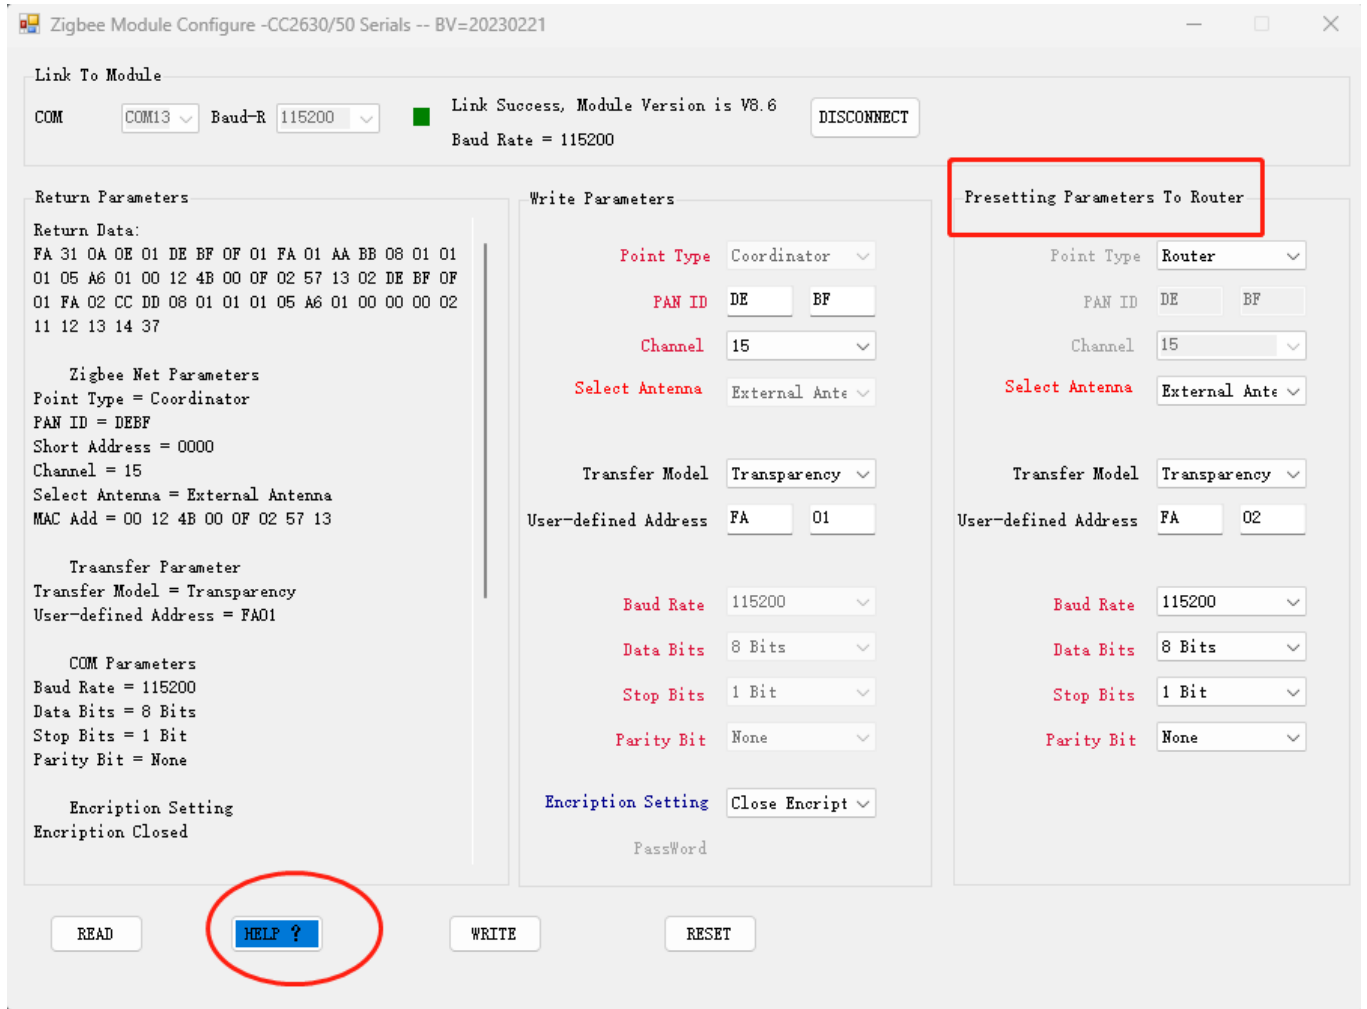 Zigbee Module Configure -CC2630/50 Serials -- BV=20230221
Link To Module
COM COM13 Baud-R 115200
Link Success, Module Version is V8.6
Baud Rate = 115200
DISCONNECT
Return Parameters
Return Data:
FA 31 0A 0E 01 DE BF 0F 01 FA 01 AA BB 08 01 01
01 05 A6 01 00 12 4B 00 0F 02 57 13 02 DE BF 0F
01 FA 02 CC DD 08 01 01 01 05 A6 01 00 00 00 02
11 12 13 14 37
Zigbee Net Parameters
Point Type = Coordinator
PAN ID = DEBF
Short Address = 0000
Channel = 15
Select Antenna = External Antenna
MAC Add = 00 12 4B 00 0F 02 57 13
Traansfer Parameter
Transfer Model = Transparency
User-defined Address = FA01
COM Parameters
Baud Rate = 115200
Data Bits = 8 Bits
Stop Bits = 1 Bit
Parity Bit = None
Encription Setting
Encription Closed
Write Parameters
Point Type Coordinator
PAN ID DE BF
Channel 15
Select Antenna External Ante
Transfer Model Transparency
User-defined Address FA 01
Baud Rate 115200
Data Bits 8 Bits
Stop Bits 1 Bit
Parity Bit None
Encription Setting Close Encript
PassWord
Presetting Parameters To Router
Point Type Router
PAN ID DE BF
Channel 15
Select Antenna External Ante
Transfer Model Transparency
User-defined Address FA 02
Baud Rate 115200
Data Bits 8 Bits
Stop Bits 1 Bit
Parity Bit None
READ HELP ? WRITE RESET